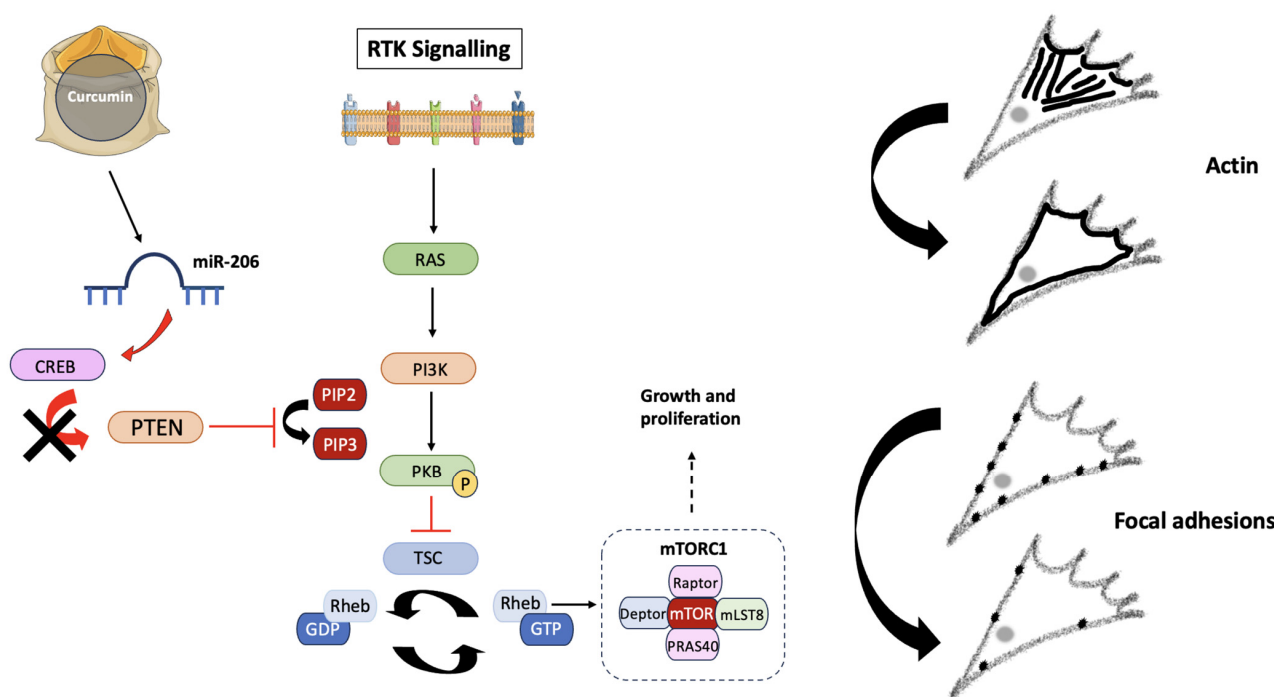 RTK Signalling
Curcumin
Actin
miR-206
RAS
CREB
PI3K
PIP2
PTEN
PIP3
Growth and
proliferation
PKB
P
Focal adhesions
TSC
mTORC1
Raptor
Rheb
GDP
Rheb
GTP
Deptor
mTOR
mLST8
PRAS40